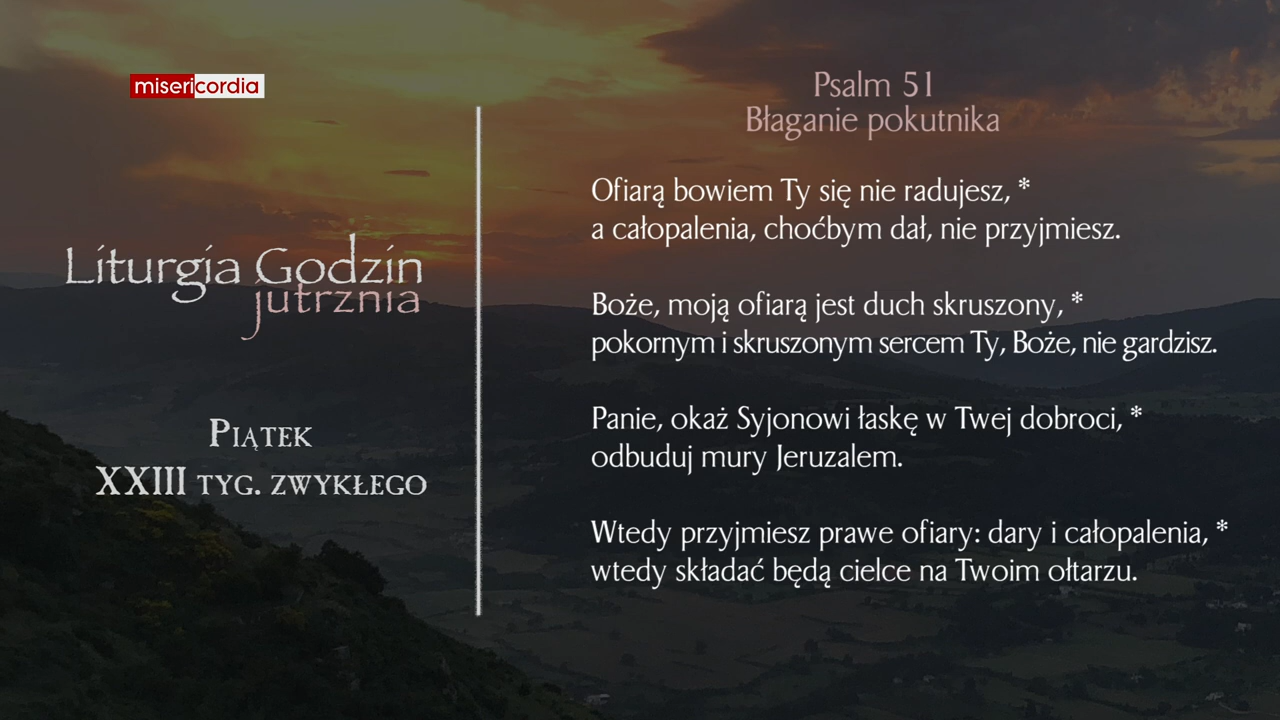 misericordia
Liturgia Godzin
jutrznia
Piątek
XXIII tyg. zwykłego
Psalm 51
Błaganie pokutnika
Ofiarą bowiem Ty się nie radujesz, *
a całopalenia, choćbym dał, nie przyjmiesz.
Boże, moją ofiarą jest duch skruszony, *
pokornym i skruszonym sercem Ty, Boże, nie gardzisz.
Panie, okaż Syjonowi łaskę w Twej dobroci, *
odbuduj mury Jeruzalem.
Wtedy przyjmiesz prawe ofiary: dary i całopalenia, *
wtedy składać będą cielce na Twoim ołtarzu.